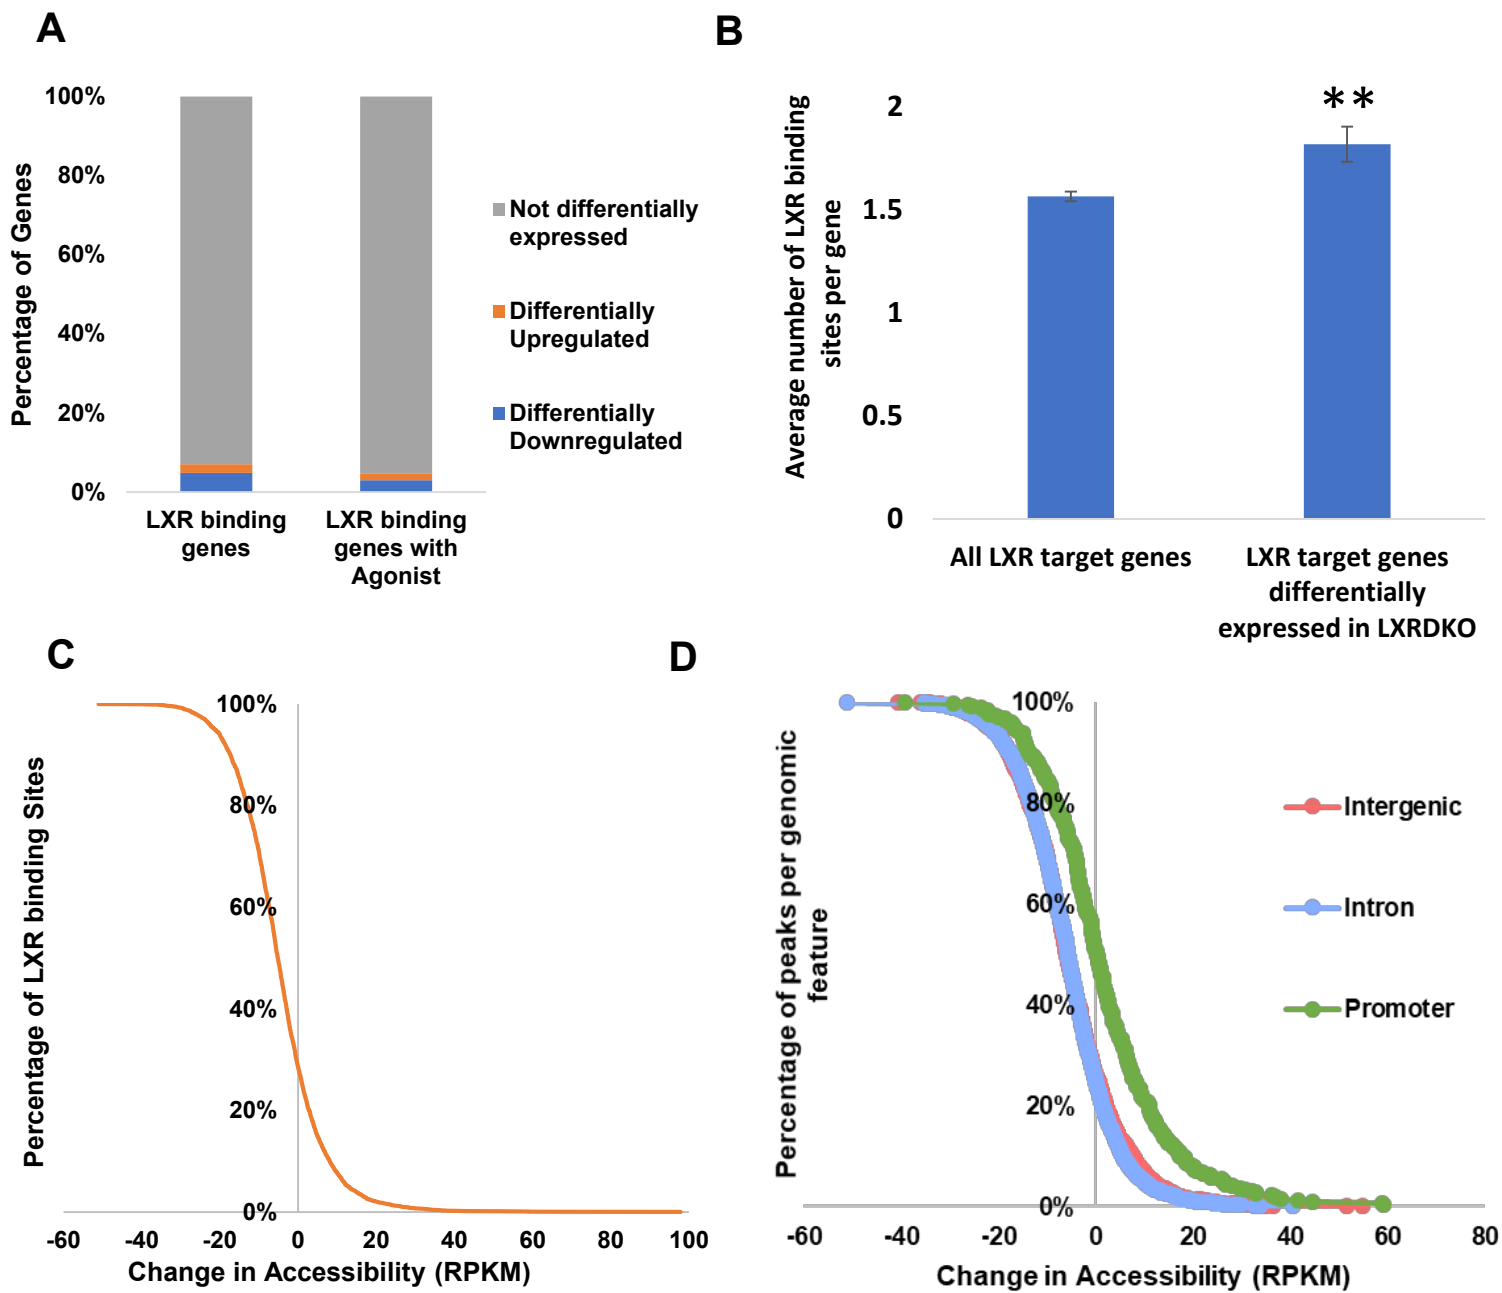 A
Percentage of Genes
100%
80%
60%
40%
20%
0%
LXR binding
genes
LXR binding
genes with
Agonist
Not differentially
expressed
Differentially
Upregulated
Differentially
Downregulated
B
Average number of LXR binding
sites per gene
2
1.5
1
0.5
0
**
All LXR target genes
LXR target genes
differentially
expressed in LXRDKO
C
Percentage of LXR binding Sites
100%
80%
60%
40%
20%
0%
-60 -40 -20 0 20 40 60 80 100
Change in Accessibility (RPKM)
D
Percentage of peaks per genomic
feature
100%
80%
60%
40%
20%
0%
-60 -40 -20 0 20 40 60 80
Change in Accessibility (RPKM)
Intergenic
Intron
Promoter